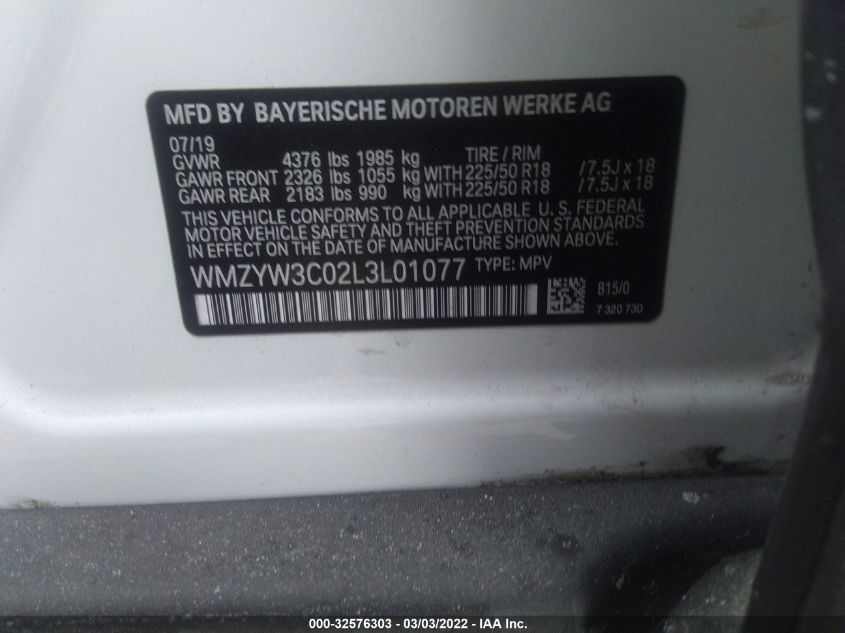 MFD BY BAYERISCHE MOTOREN WERKE AG
07/19
GVWR 4376 lbs 1985 kg TIRE / RIM
GAWR FRONT 2326 lbs 1055 kg WITH 225/50 R18 /7.5J x 18
GAWR REAR 2183 lbs 990 kg WITH 225/50 R18 /7.5J x 18
THIS VEHICLE CONFORMS TO ALL APPLICABLE U. S. FEDERAL
MOTOR VEHICLE SAFETY AND THEFT PREVENTION STANDARDS
IN EFFECT ON THE DATE OF MANUFACTURE SHOWN ABOVE.
WMZYW3C02L3L01077 TYPE: MPV
B15/0
7 320 730
000-32576303 - 03/03/2022 - IAA Inc.